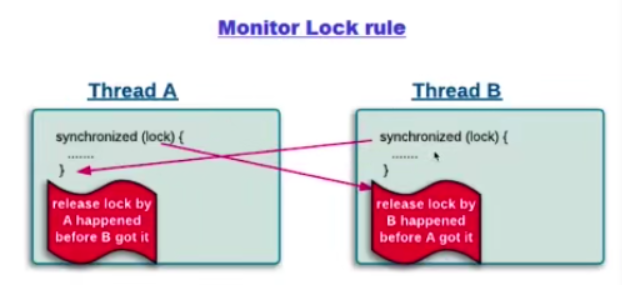 Monitor Lock rule
Thread A
synchronized (lock) {
.......
}
release lock by
A happened
before B got it
Thread B
synchronized (lock) {
.......
}
release lock by
B happened
before A got it